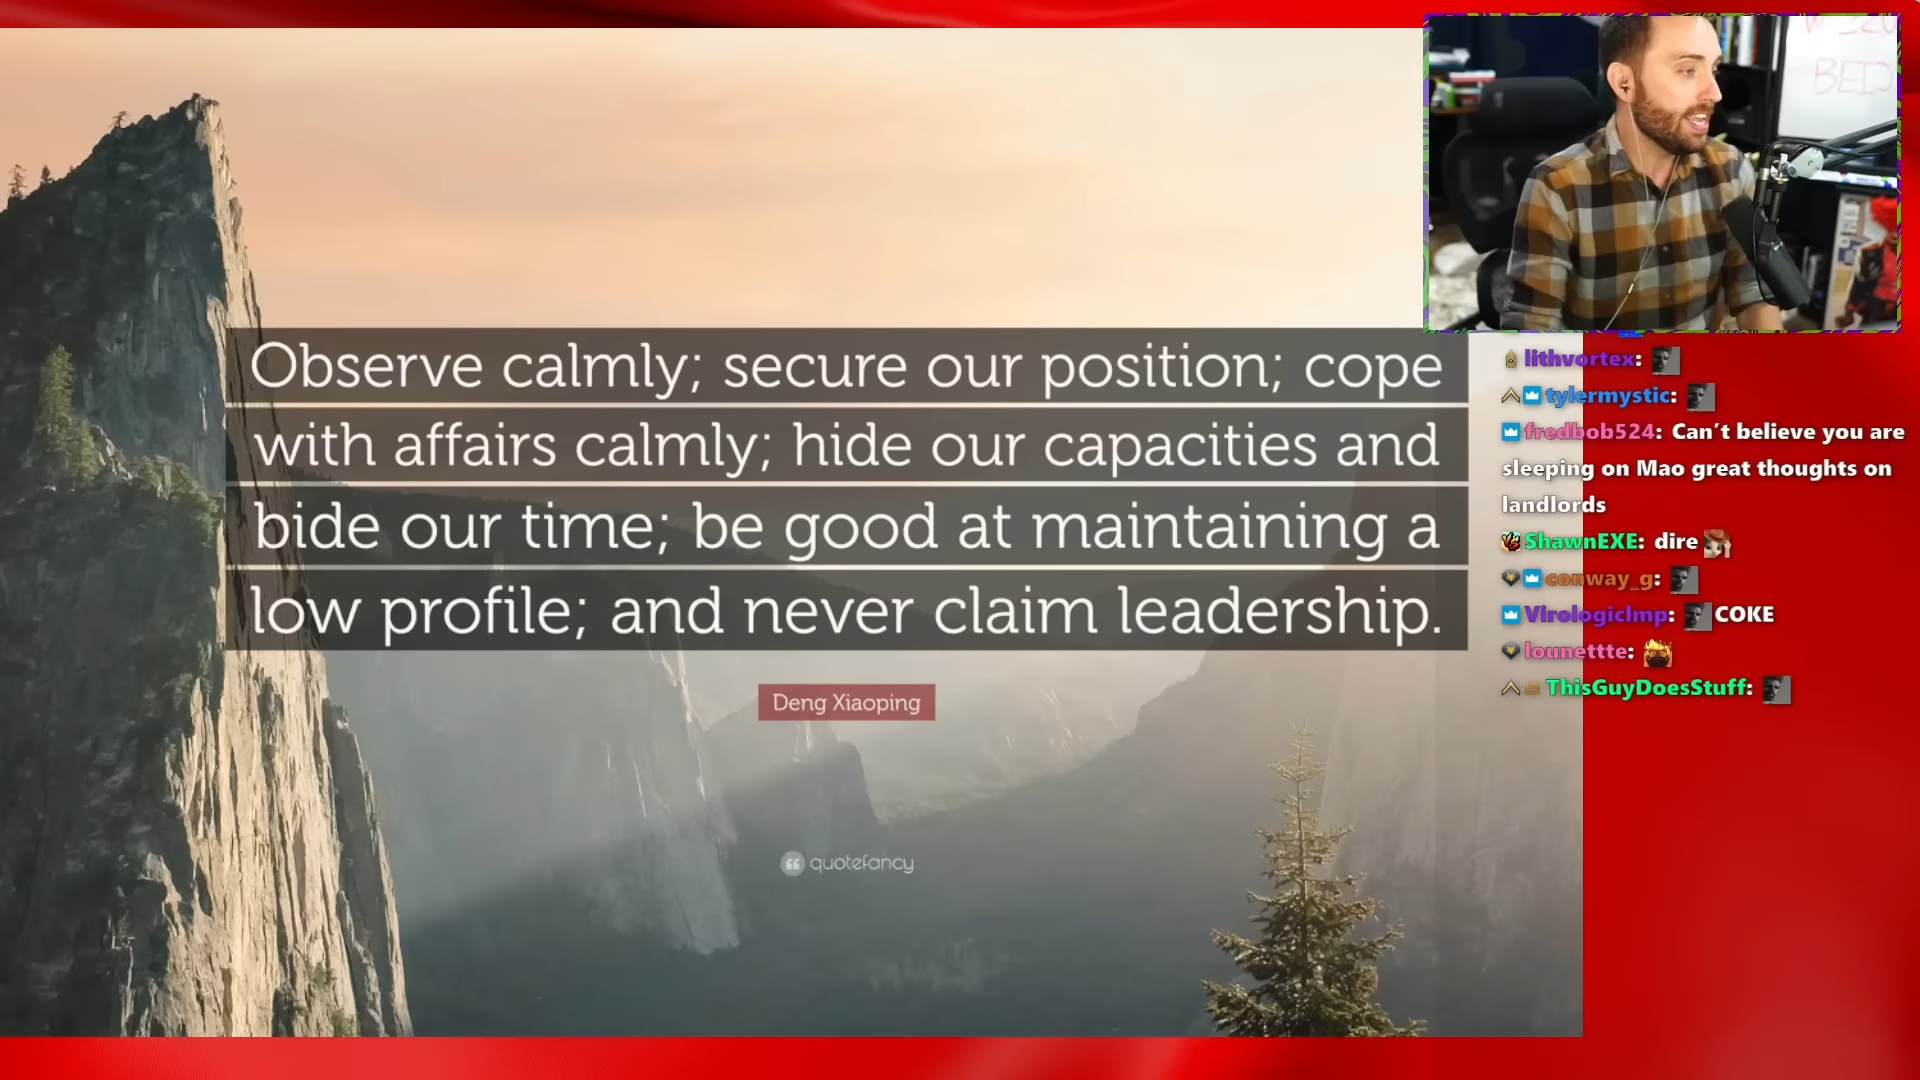 Observe calmly; secure our position; cope
with affairs calmly; hide our capacities and
bide our time; be good at maintaining a
low profile; and never claim leadership.
Deng Xiaoping
quotefancy
BEIJ
lithvortex:
tylermystic:
fredbob524: Can't believe you are
sleeping on Mao great thoughts on
landlords
ShawnEXE: dire
conway_g:
VirologicImp: COKE
lounettte:
ThisGuyDoesStuff: